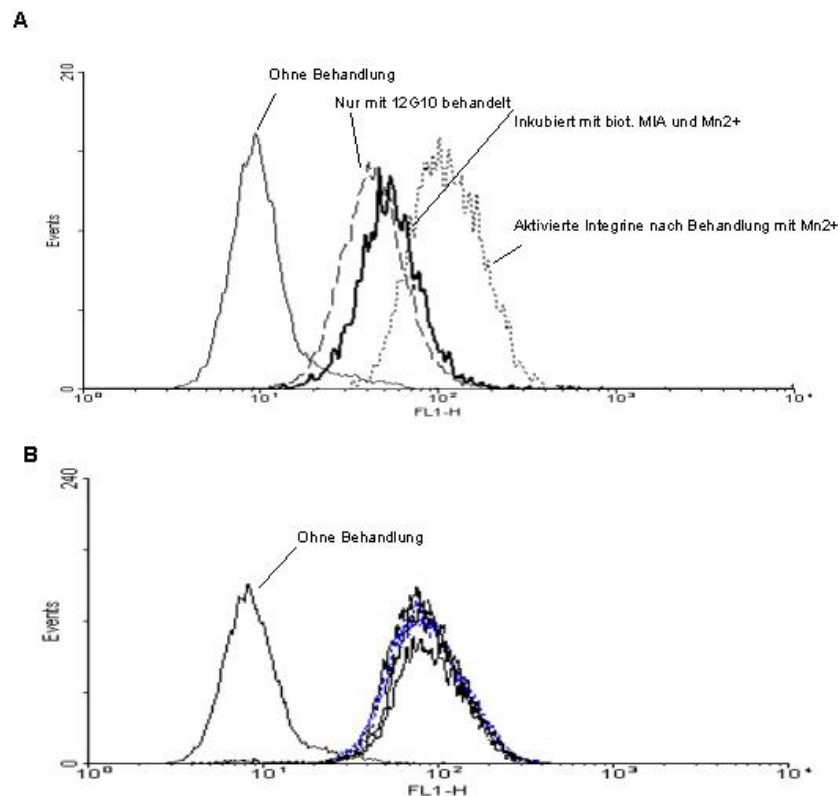 A
210
Ohne Behandlung
Nur mit 12G10 behandelt
Inkubiert mit biot. MIA und Mn2+
Aktivierte Integrine nach Behandlung mit Mn2+
Events
0
10⁰ 10¹ 10² 10³ 10⁴
FL1-H
B
240
Ohne Behandlung
Events
0
10⁰ 10¹ 10² 10³ 10⁴
FL1-H